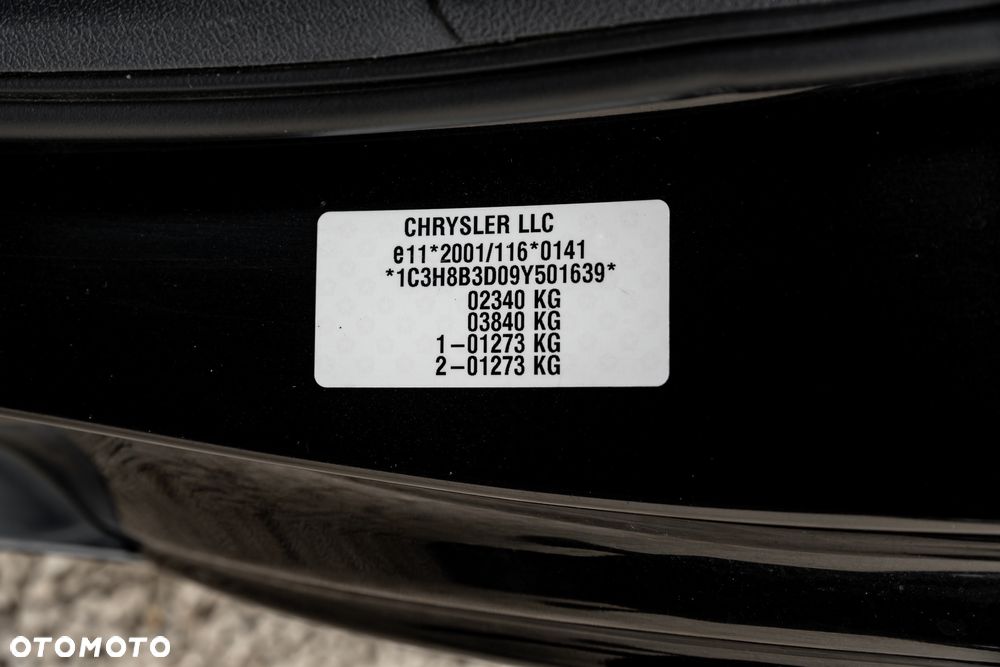 CHRYSLER LLC
e11*2001/116*0141
*1C3H8B3D09Y501639*
02340 KG
03840 KG
1-01273 KG
2-01273 KG
OTOMOTO